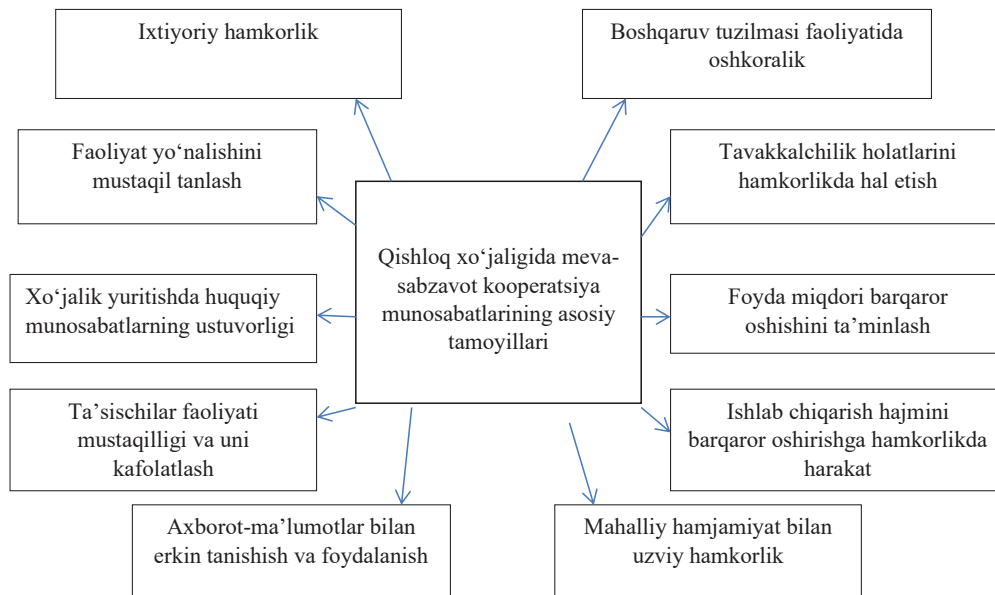 Ixtiyoriy hamkorlik
Boshqaruv tuzilmasi faoliyatida
oshkoralik
Faoliyat yo‘nalishini
mustaqil tanlash
Tavakkalchilik holatlarini
hamkorlikda hal etish
Qishloq xo‘jaligida meva-
sabzavot kooperatsiya
munosabatlarining asosiy
tamoyillari
Xo‘jalik yuritishda huquqiy
munosabatlarning ustuvorligi
Foyda miqdori barqaror
oshishini ta’minlash
Ta’sischilar faoliyati
mustaqilligi va uni
kafolatlash
Ishlab chiqarish hajmini
barqaror oshirishga hamkorlikda
harakat
Axborot-ma’lumotlar bilan
erkin tanishish va foydalanish
Mahalliy hamjamiyat bilan
uzviy hamkorlik